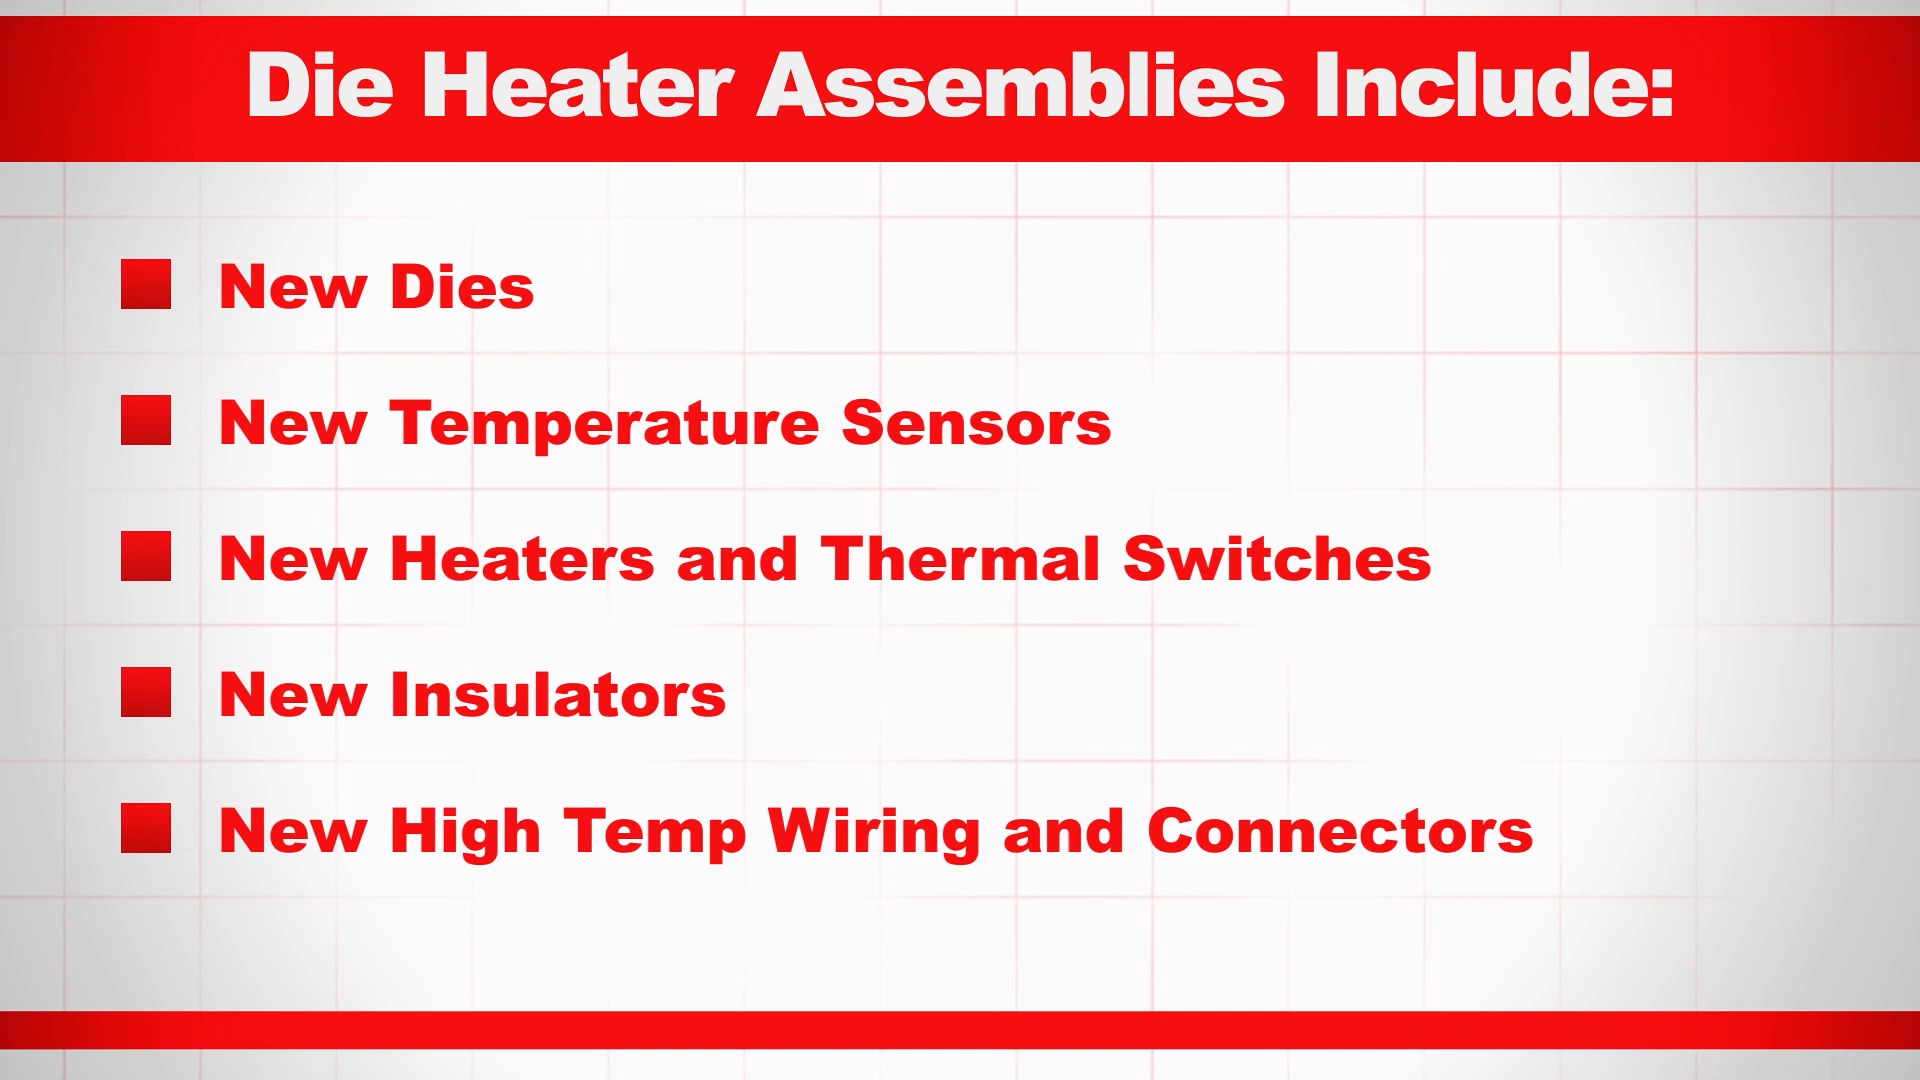 Die Heater Assemblies Include:
New Dies
New Temperature Sensors
New Heaters and Thermal Switches
New Insulators
New High Temp Wiring and Connectors